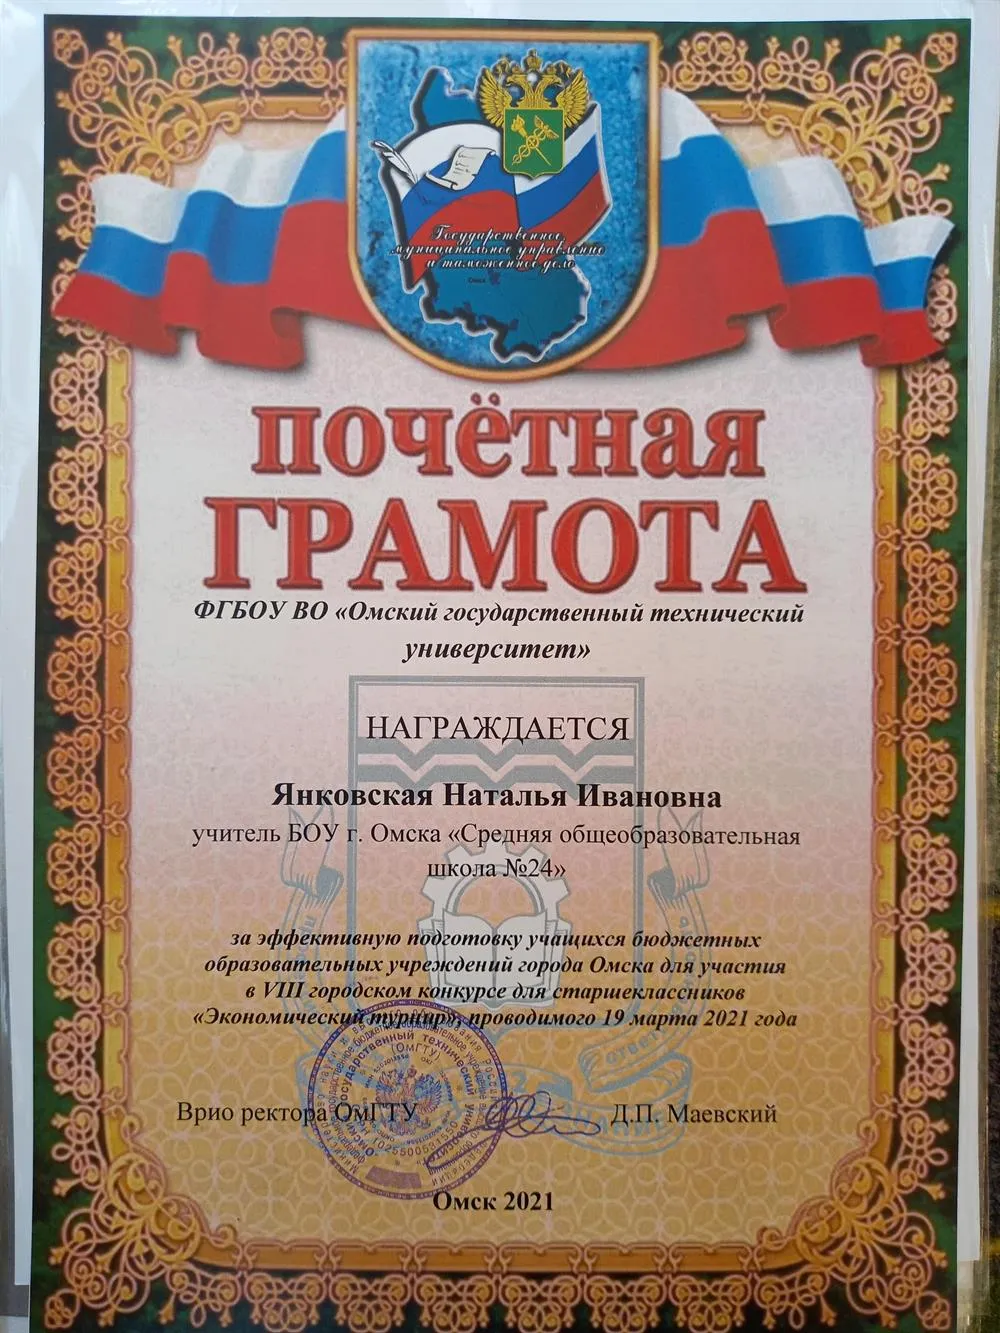 Государственное
муниципальное управление
и таможенное дело
Омск
ПОЧЁТНАЯ
ГРАМОТА
ФГБОУ ВО «Омский государственный технический
университет»
НАГРАЖДАЕТСЯ
Янковская Наталья Ивановна
учитель БОУ г. Омска «Средняя общеобразовательная
школа №24»
за эффективную подготовку учащихся бюджетных
образовательных учреждений города Омска для участия
в VIII городском конкурсе для старшеклассников
«Экономический турнир», проводимого 19 марта 2021 года
(ОмГТУ)
Врио ректора ОмГТУ Д.П. Маевский
Омск 2021